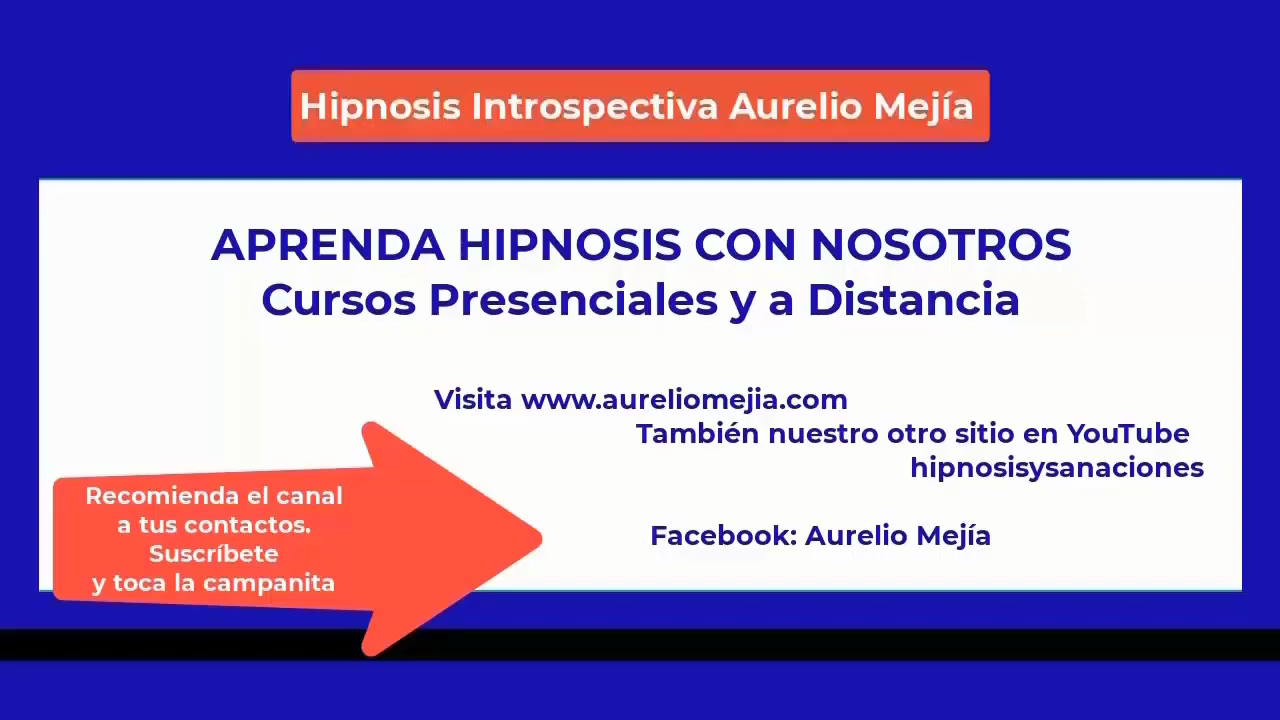 Hipnosis Introspectiva Aurelio Mejía
APRENDA HIPNOSIS CON NOSOTROS
Cursos Presenciales y a Distancia
Visita www.aureliomejia.com
También nuestro otro sitio en YouTube
hipnosisysanaciones
Facebook: Aurelio Mejía
Recomienda el canal
a tus contactos.
Suscríbete
y toca la campanita